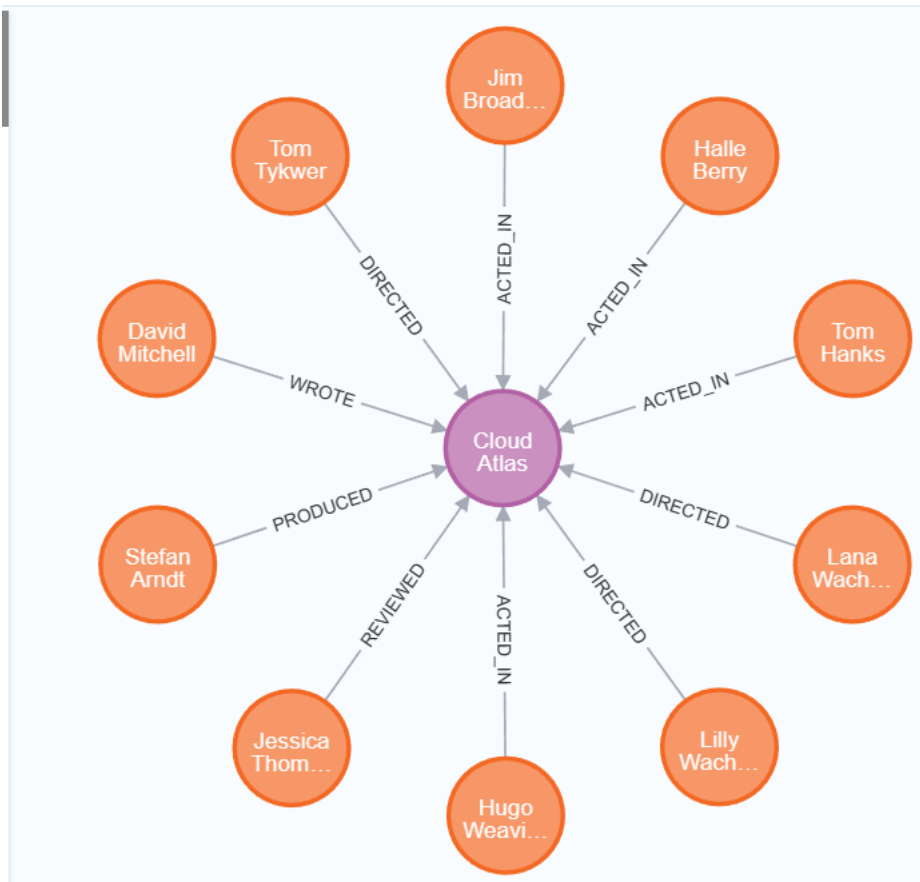 Jim
Broad...
Tom
Tykwer
Halle
Berry
ACTED_IN
DIRECTED
ACTED_IN
David
Mitchell
Tom
Hanks
WROTE
ACTED_IN
Cloud
Atlas
PRODUCED
DIRECTED
Stefan
Arndt
Lana
Wach...
REVIEWED
ACTED_IN
DIRECTED
Jessica
Thom...
Lilly
Wach...
Hugo
Weavi...